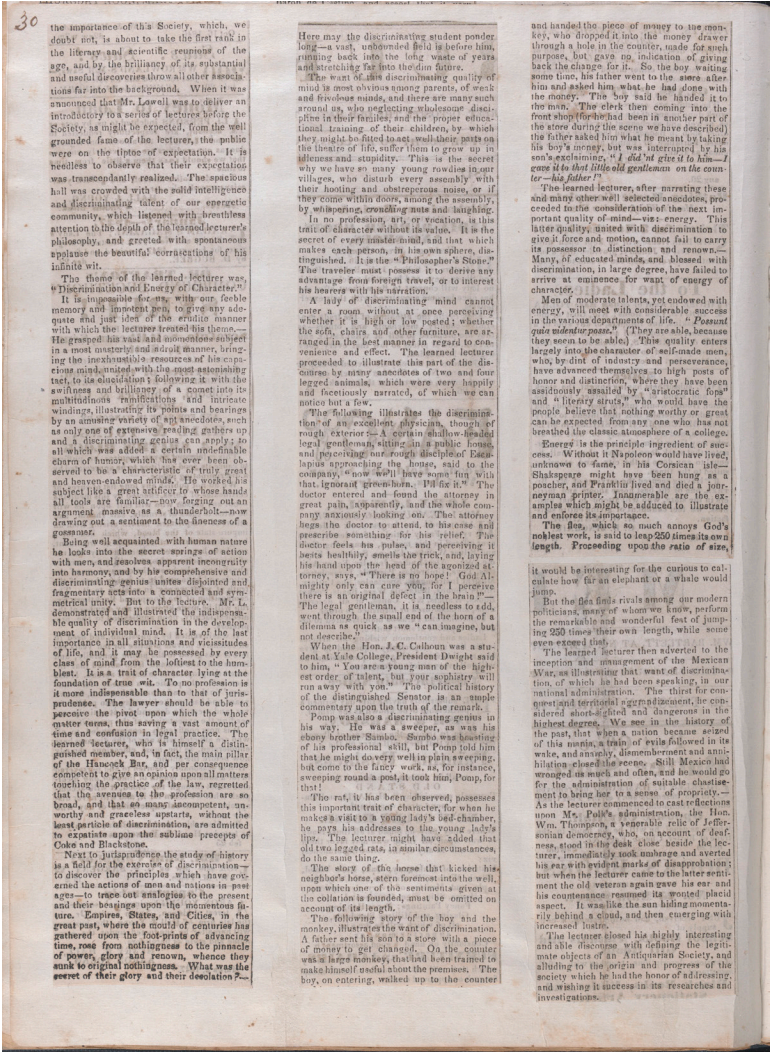 30
the importance of this Society, which, we
doubt not, is about to take the first rank in
the literary and scientific reunions of the
age, and by the brilliancy of its substantial
and useful discoveries throw all other associa-
tions far into the background. When it was
announced that Mr. Lowell was to deliver an
introductory to a series of lectures before the
Society, as might be expected, from the well
grounded fame of the lecturer, the public
were on the tiptoe of expectation. It is
needless to observe that their expectation
was transcendantly realized. The spacious
hall was crowded with the solid intelligence
and discriminating talent of our energetic
community, which listened with breathless
attention to the depth of the learned lecturer's
philosophy, and greeted with spontaneous
applause the beautiful corruscations of his
infinite wit.
The theme of the learned lecturer was,
"Discrimination and Energy of Character."
It is impossible for us, with our feeble
memory and impotent pen, to give any ade-
quate and just idea of the erudite manner
with which the lecturer treated his theme.—
He grasped his vast and momentous subject
in a most masterly and adroit manner, bring-
ing the inexhaustible resources of his capa-
cious mind, united with the most astonishing
tact, to its elucidation; following it with the
swiftness and brilliancy of a comet into its
multitudinous ramifications and intricate
windings, illustrating its points and bearings
by an amusing variety of apt anecdotes, such
as only one of extensive reading gathers up
and a discriminating genius can apply; to
all which was added a certain undefinable
charm of humor, which has ever been ob-
served to be a characteristic of truly great
and heaven-endowed minds. He worked his
subject like a great artificer to whose hands
all tools are familiar—now forging out an
argument massive as a thunderbolt—now
drawing out a sentiment to the fineness of a
gossamer.
Being well acquainted with human nature
he looks into the secret springs of action
with men, and resolves apparent incongruity
into harmony, and by his comprehensive and
discriminating genius unites disjointed and
fragmentary acts into a connected and sym-
metrical unity. But to the lecture. Mr. L.
demonstrated and illustrated the indispensa-
ble quality of discrimination in the develop-
ment of individual mind. It is of the last
importance in all situations and vicissitudes
of life, and it may be possessed by every
class of mind from the loftiest to the hum-
blest. It is a trait of character lying at the
foundation of true wit. To no profession is
it more indispensable than to that of juris-
prudence. The lawyer should be able to
perceive the pivot upon which the whole
matter turns, thus saving a vast amount of
time and confusion in legal practice. The
learned lecturer, who is himself a distin-
guished member, and, in fact, the main pillar
of the Hancock Bar, and per consequence
competent to give an opinion upon all matters
touching the practice of the law, regretted
that the avenues to the profession are so
broad, and that so many incompetent, un-
worthy and graceless upstarts, without the
least particle of discrimination, are admitted
to expatiate upon the sublime precepts of
Coke and Blackstone.
Next to jurisprudence the study of history
is a field for the exercise of discrimination—
to discover the principles which have gov-
erned the actions of men and nations in past
ages—to trace out analogies to the present
and their bearings upon the momentous fu-
ture. Empires, States, and Cities, in the
great past, where the mould of centuries has
gathered upon the foot-prints of advancing
time, rose from nothingness to the pinnacle
of power, glory and renown, whence they
sunk to original nothingness. What was the
secret of their glory and their desolation?—
Here may the discriminating student ponder
long—a vast, unbounded field is before him,
running back into the long waste of years
and stretching far into the dim future.
The want of this discriminating quality of
mind is most obvious among parents, of weak
and frivolous minds, and there are many such
around us, who neglecting wholesome disci-
pline in their familes, and the proper educa-
tional training of their children, by which
they might be fitted to act well their parts on
the theatre of life, suffer them to grow up in
idleness and stupidity. This is the secret
why we have so many young rowdies in our
villages, who disturb every assembly with
their hooting and obstreperous noise, or if
they come within doors, among the assembly,
by whispering, cronching nuts and laughing.
In no profession, art, or vocation, is this
trait of character without its value. It is the
secret of every master mind, and that which
makes each person, in his own sphere, dis-
tinguished. It is the "Philosopher's Stone."
The traveler must possess it to derive any
advantage from foreign travel, or to interest
his hearers with his narration.
A lady of discriminating mind cannot
enter a room without at once perceiving
whether it is high or low posted; whether
the sofa, chairs and other furniture, are ar-
ranged in the best manner in regard to con-
venience and effect. The learned lecturer
proceeded to illustrate this part of the dis-
course by many anecdotes of two and four
legged animals, which were very happily
and facetiously narrated, of which we can
notice but a few.
The following illustrates the discrimina-
tion of an excellent physician, though of
rough exterior:—A certain shallow-headed
legal gentleman, sitting at a public house,
and perceiving our rough disciple of Escu-
lapius approaching the house, said to the
company, "now we'll have some fun with
that ignorant green-horn. I'll fix it." The
doctor entered and found the attorney in
great pain, apparently, and the whole com-
pany anxiously looking on. The attorney
begs the doctor to attend to his case and
prescribe something for his relief. The
doctor feels his pulse, and perceiving it
beats healthily, smells the trick, and, laying
his hand upon the head of the agonized at-
torney, says, "There is no hope! God Al-
mighty only can cure you, for I perceive
there is an original defect in the brain!"—
The legal gentleman, it is needless to add,
went through the small end of the horn of a
dilemma as quick as we "can imagine, but
not describe."
When the Hon. J. C. Calhoun was a stu-
dent at Yale College, President Dwight said
to him, "You are a young man of the high-
est order of talent, but your sophistry will
run away with you." The political history
of the distinguished Senator is an ample
commentary upon the truth of the remark.
Pomp was also a discriminating genius in
his way. He was a sweeper, as was his
ebony brother Sambo. Sambo was boasting
of his professional skill, but Pomp told him
that he might do very well in plain sweeping,
but come to the fancy work, as, for instance,
sweeping round a post, it took him, Pomp, for
that!
The rat, it has been observed, possesses
this important trait of character, for when he
makes a visit to a young lady's bed-chamber,
he pays his addresses to the young lady's
lips. The lecturer might have added that
old two legged rats, in similar circumstances,
do the same thing.
The story of the horse that kicked his
neighbor's horse, stern foremost into the well,
upon which one of the sentiments given at
the collation is founded, must be omitted on
account of its length.
The following story of the boy and the
monkey, illustrates the want of discrimination.
A father sent his son to a store with a piece
of money to get changed. On the counter
was a large monkey, that had been trained to
make himself useful about the premises. The
boy, on entering, walked up to the counter
and handed the piece of money to the mon-
key, who dropped it into the money drawer
through a hole in the counter, made for such
purpose, but gave no indication of giving
back the change for it. So, the boy waiting
some time, his father went to the store after
him and asked him what he had done with
the money. The boy said he handed it to
the man. The clerk then coming into the
front shop (for he had been in another part of
the store during the scene we have described)
the father asked him what he meant by taking
his boy's money, but was interrupted by his
son's exclaiming, "I did 'nt give it to him—I
gave it to that little old gentleman on the coun-
ter—his father!"
The learned lecturer, after narrating these
and many other well selected anecdotes, pro-
ceeded to the consideration of the next im-
portant quality of mind—viz: energy. This
latter quality, united with discrimination to
give it force and motion, cannot fail to carry
its possessor to distinction and renown.—
Many, of educated minds, and blessed with
discrimination, in large degree, have failed to
arrive at eminence for want of energy of
character.
Men of moderate talents, yet endowed with
energy, will meet with considerable success
in the various departments of life. "Possunt
quia videntur posse." (They are able, because
they seem to be able.) This quality enters
largely into the character of self-made men,
who, by dint of industry and perseverance,
have advanced themselves to high posts of
honor and distinction, where they have been
assiduously assailed by "aristocratic fops"
and "literary struts," who would have the
people believe that nothing worthy or great
can be expected from any one who has not
breathed the classic atmosphere of a college.
Energy is the principle ingredient of suc-
cess. Without it Napoleon would have lived,
unknown to fame, in his Corsican isle—
Shakspeare might have been hung as a
poacher, and Franklin lived and died a jour-
neyman printer. Innumerable are the ex-
amples which might be adduced to illustrate
and enforce its importance.
The flea, which so much annoys God's
noblest work, is said to leap 250 times its own
length. Proceeding upon the ratio of size,
it would be interesting for the curious to cal-
culate how far an elephant or a whale would
jump.
But the flea finds rivals among our modern
politicians, many of whom we know, perform
the remarkable and wonderful feat of jump-
ing 250 times their own length, while some
even exceed that.
The learned lecturer then adverted to the
inception and management of the Mexican
War, as illustrating that want of discrimina-
tion, of which he had been speaking, in our
national administration. The thirst for con-
quest and territorial aggrandizement, he con-
sidered short-sighted and dangerous in the
highest degree. We see in the history of
the past, that when a nation became seized
of this mania, a train of evils followed in its
wake, and anarchy, dismemberment and anni-
hilation closed the scene. Still Mexico had
wronged us much and often, and he would go
for the administration of suitable chastise-
ment to bring her to a sense of propriety.—
As the lecturer commenced to cast reflections
upon Mr. Polk's administration, the Hon.
Wm. Thompson, a venerable relic of Jeffer-
sonian democracy, who, on account of deaf-
ness, stood in the desk close beside the lec-
turer, immediately took umbrage and averted
his ear with evident marks of disapprobation;
but when the lecturer came to the latter senti-
ment the old veteran again gave his ear and
his countenance resumed its wonted placid
aspect. It was like the sun hiding momenta-
rily behind a cloud, and then emerging with
increased lustre.
The lecturer closed his highly interesting
and able discourse with defining the legiti-
mate objects of an Antiquarian Society, and
alluding to the origin and progress of the
society which he had the honor of addressing,
and wishing it success in its researches and
investigations.